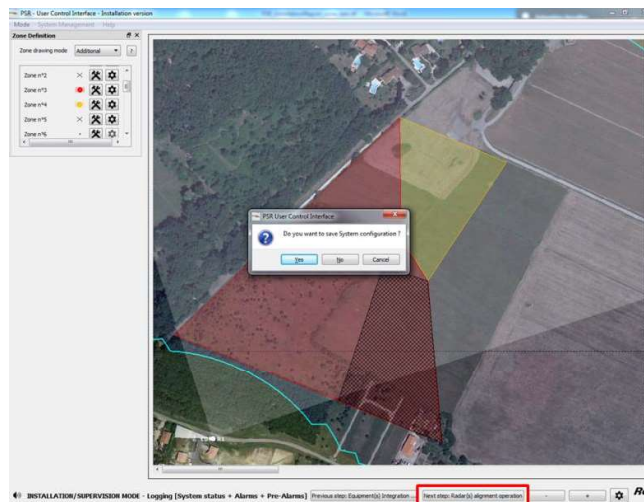 PSR - User Control Interface - Installation version
Mode System Management Help
Zone Definition
Zone drawing mode Additional ?
Zone n°2
Zone n°3
Zone n°4
Zone n°5
Zone n°6
PSR User Control Interface
Do you want to save System configuration ?
Yes No Cancel
INSTALLATION/SUPERVISION MODE - Logging [System status + Alarms + Pre-Alarms] Previous step: Equipment(s) Integration ... Next step: Radar(s) alignment operation